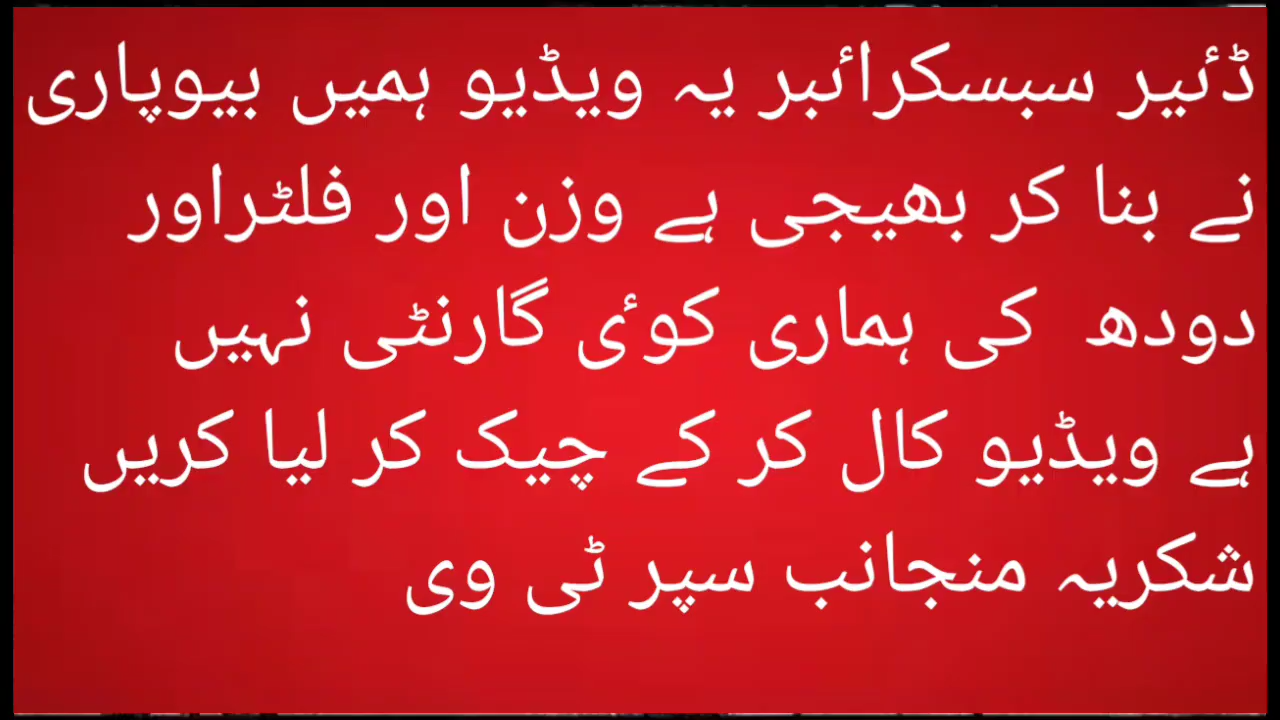 ڈئیر سبسکرائبر یہ ویڈیو ہمیں بیوپاری
نے بنا کر بھیجی ہے وزن اور فلٹراور
دودھ کی ہماری کوئ گارنٹی نہیں
ہے ویڈیو کال کر کے چیک کر لیا کریں
شکریہ منجانب سپر ٹی وی